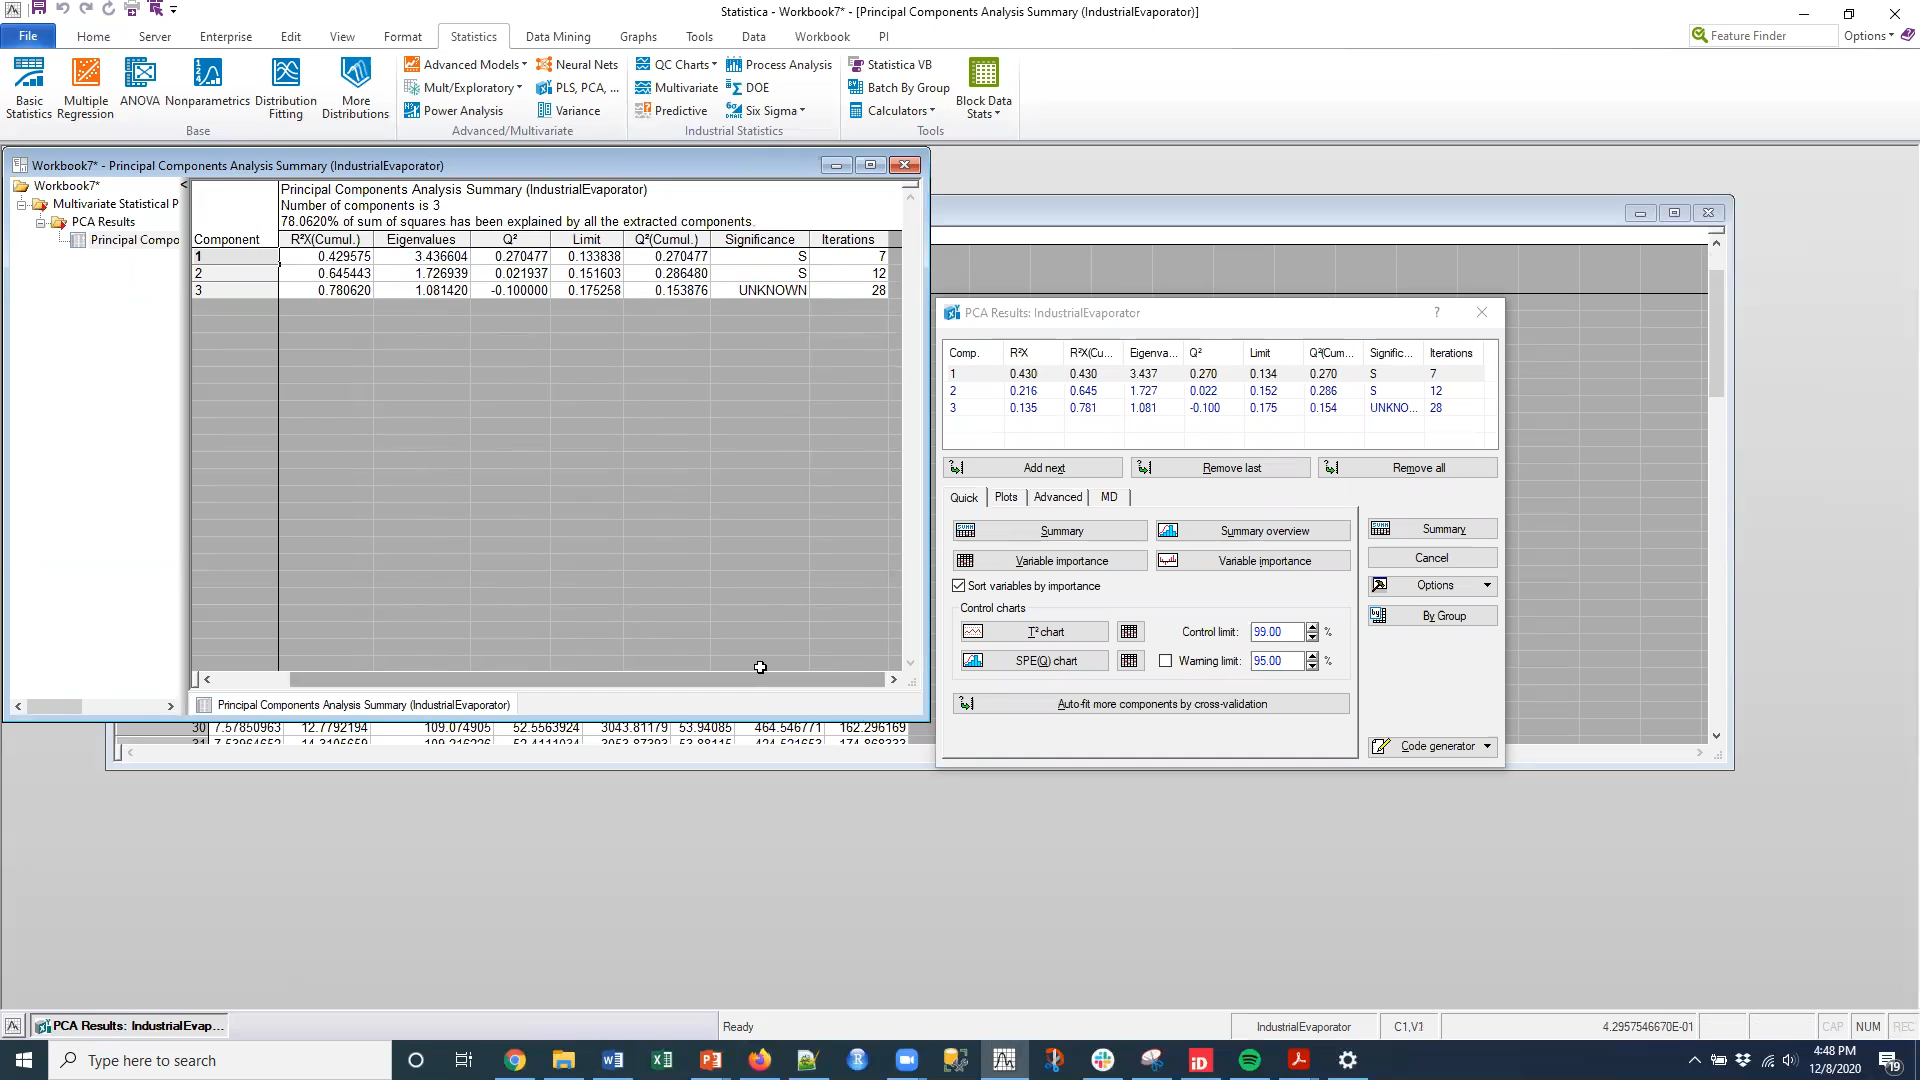 Statistica - Workbook7* - [Principal Components Analysis Summary (IndustrialEvaporator)]
File Home Server Enterprise Edit View Format Statistics Data Mining Graphs Tools Data Workbook PI Feature Finder Options
Basic Statistics
Multiple Regression
ANOVA
Nonparametrics
Distribution Fitting
More Distributions
Base
Advanced Models
Mult/Exploratory
Power Analysis
Neural Nets
PLS, PCA, ...
Variance
Advanced/Multivariate
QC Charts
Multivariate
Predictive
Process Analysis
DOE
Six Sigma
Industrial Statistics
Statistica VB
Batch By Group
Calculators
Block Data Stats
Tools
Workbook7* - Principal Components Analysis Summary (IndustrialEvaporator)
Workbook7*
Multivariate Statistical P
PCA Results
Principal Compo
Principal Components Analysis Summary (IndustrialEvaporator)
Number of components is 3
78.0620% of sum of squares has been explained by all the extracted components.
Component R²X(Cumul.) Eigenvalues Q² Limit Q²(Cumul.) Significance Iterations
1 0.429575 3.436604 0.270477 0.133838 0.270477 S 7
2 0.645443 1.726939 0.021937 0.151603 0.286480 S 12
3 0.780620 1.081420 -0.100000 0.175258 0.153876 UNKNOWN 28
Principal Components Analysis Summary (IndustrialEvaporator)
30 7.57850963 12.7792194 109.074905 52.5563924 3043.81179 53.94085 464.546771 162.296169
PCA Results: IndustrialEvaporator
Comp. R²X R²X(Cu... Eigenva... Q² Limit Q²(Cum... Signific... Iterations
1 0.430 0.430 3.437 0.270 0.134 0.270 S 7
2 0.216 0.645 1.727 0.022 0.152 0.286 S 12
3 0.135 0.781 1.081 -0.100 0.175 0.154 UNKNO... 28
Add next Remove last Remove all
Quick Plots Advanced MD
Summary Summary overview
Variable importance Variable importance
Sort variables by importance
Control charts
T² chart Control limit: 99.00 %
SPE(Q) chart Warning limit: 95.00 %
Auto-fit more components by cross-validation
Summary
Cancel
Options
By Group
Code generator
PCA Results: IndustrialEvap... Ready IndustrialEvaporator C1,V1 4.2957546670E-01 CAP NUM REC
Type here to search
4:48 PM
12/8/2020
19